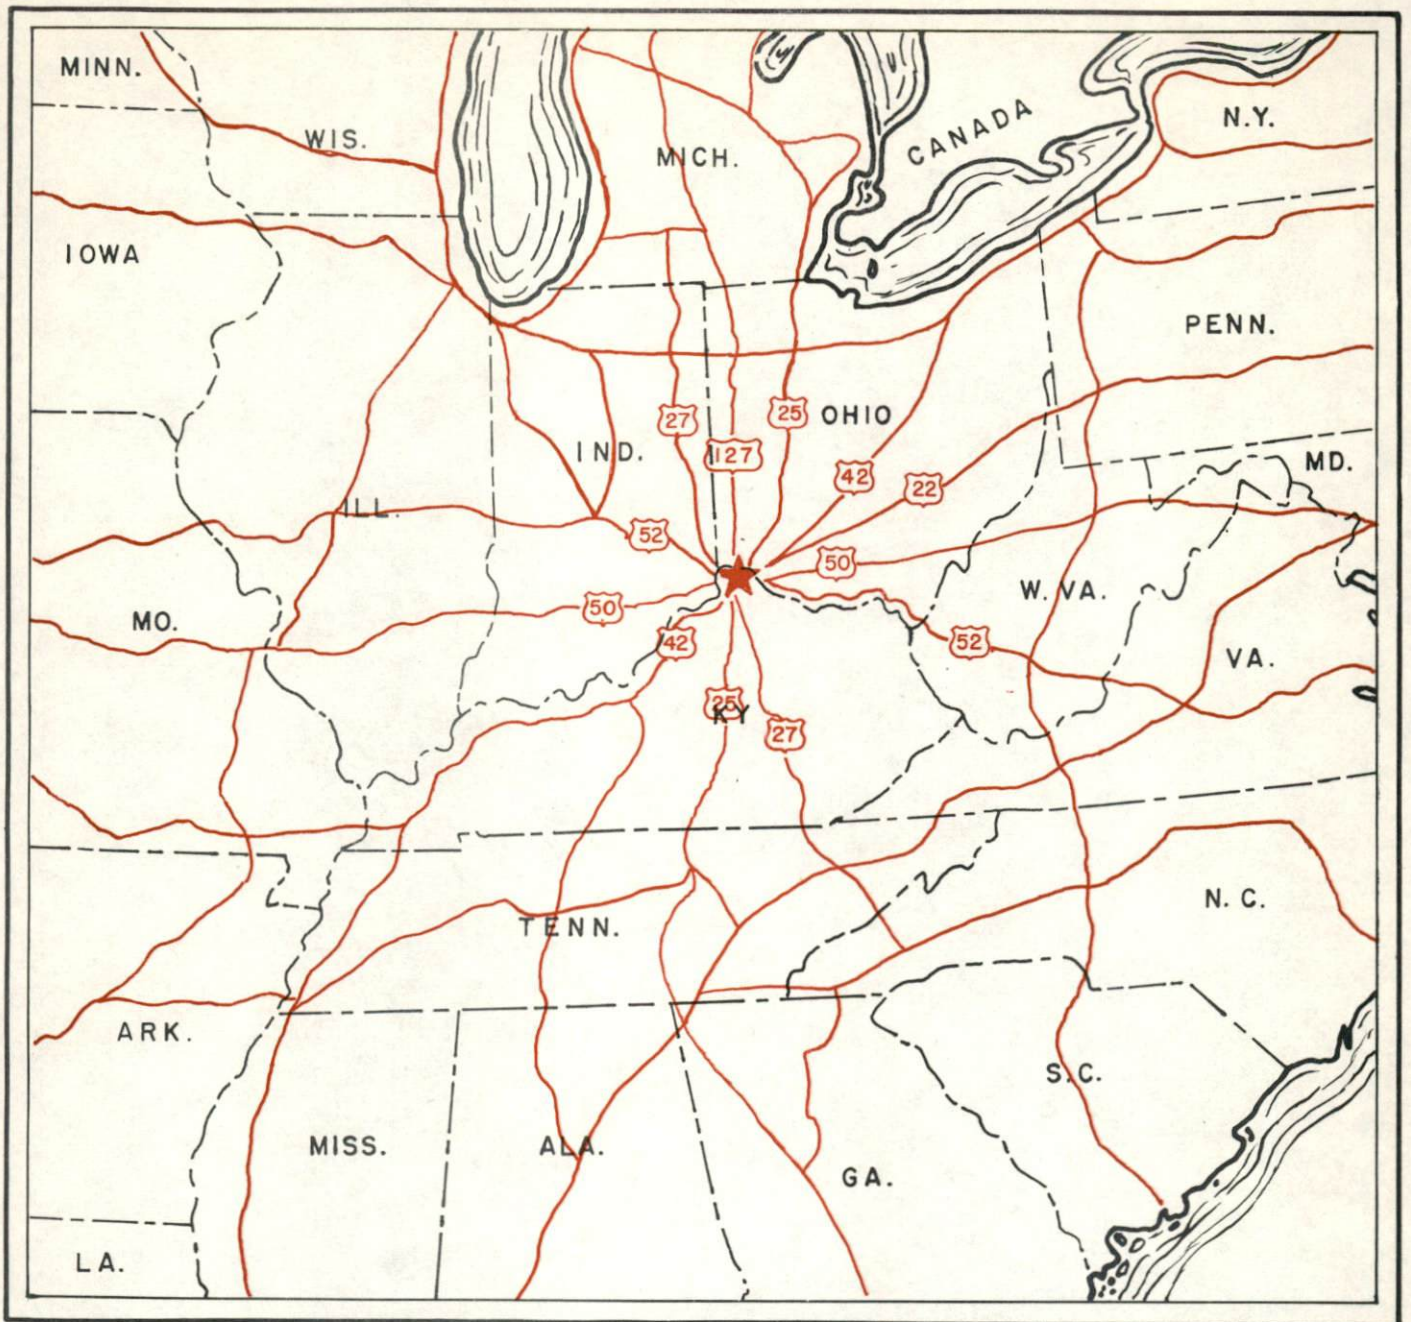 MINN.
WIS.
MICH.
CANADA
N.Y.
IOWA
PENN.
27
25
OHIO
127
IND.
42
22
MD.
ILL.
52
50
50
W. VA.
MO.
42
52
VA.
25
KY
27
N. C.
TENN.
ARK.
S. C.
MISS.
ALA.
GA.
LA.